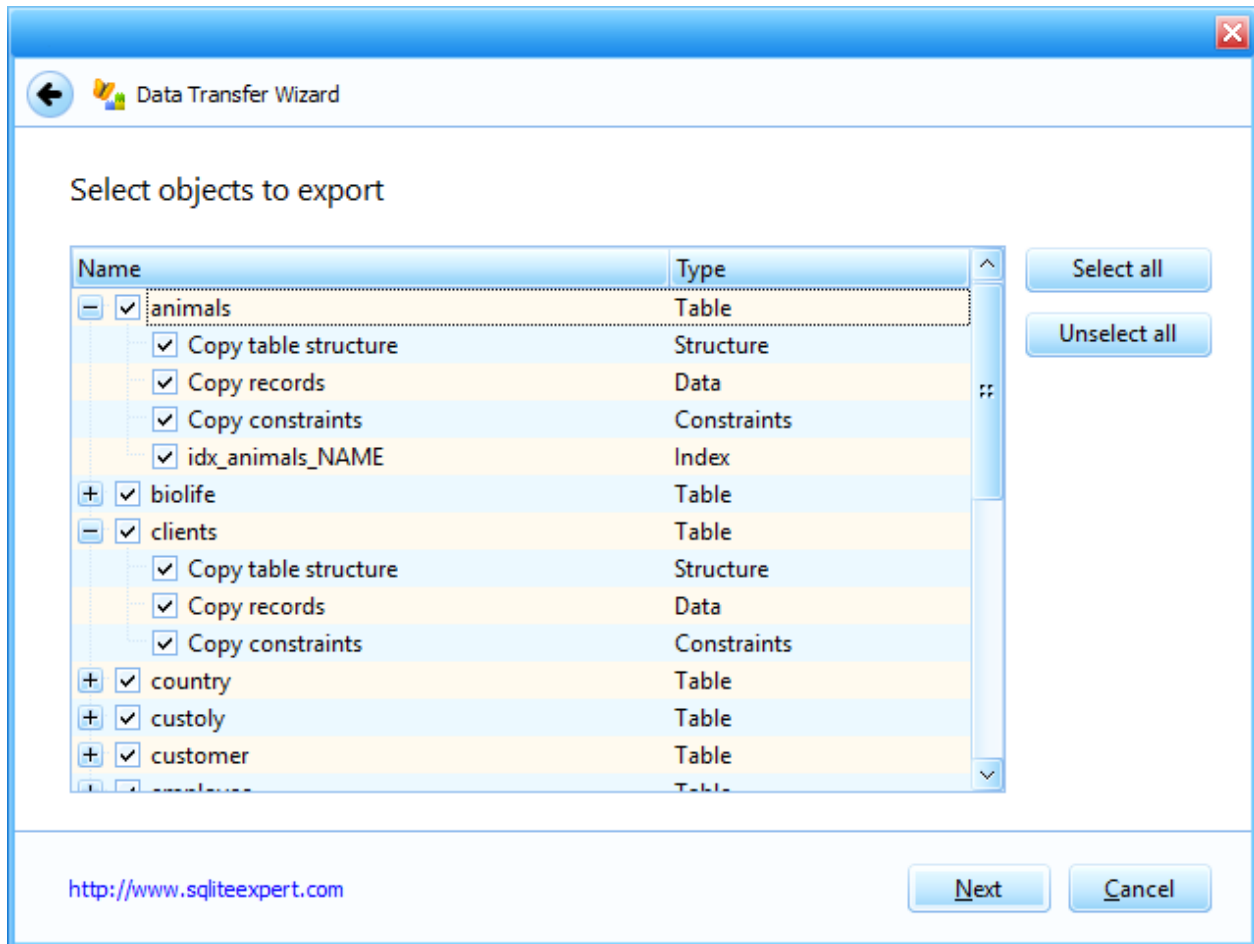 Data Transfer Wizard
Select objects to export
Name Type
Select all
animals Table
Unselect all
Copy table structure Structure
Copy records Data
Copy constraints Constraints
idx_animals_NAME Index
biolife Table
clients Table
Copy table structure Structure
Copy records Data
Copy constraints Constraints
country Table
custoly Table
customer Table
http://www.sqliteexpert.com
Next Cancel